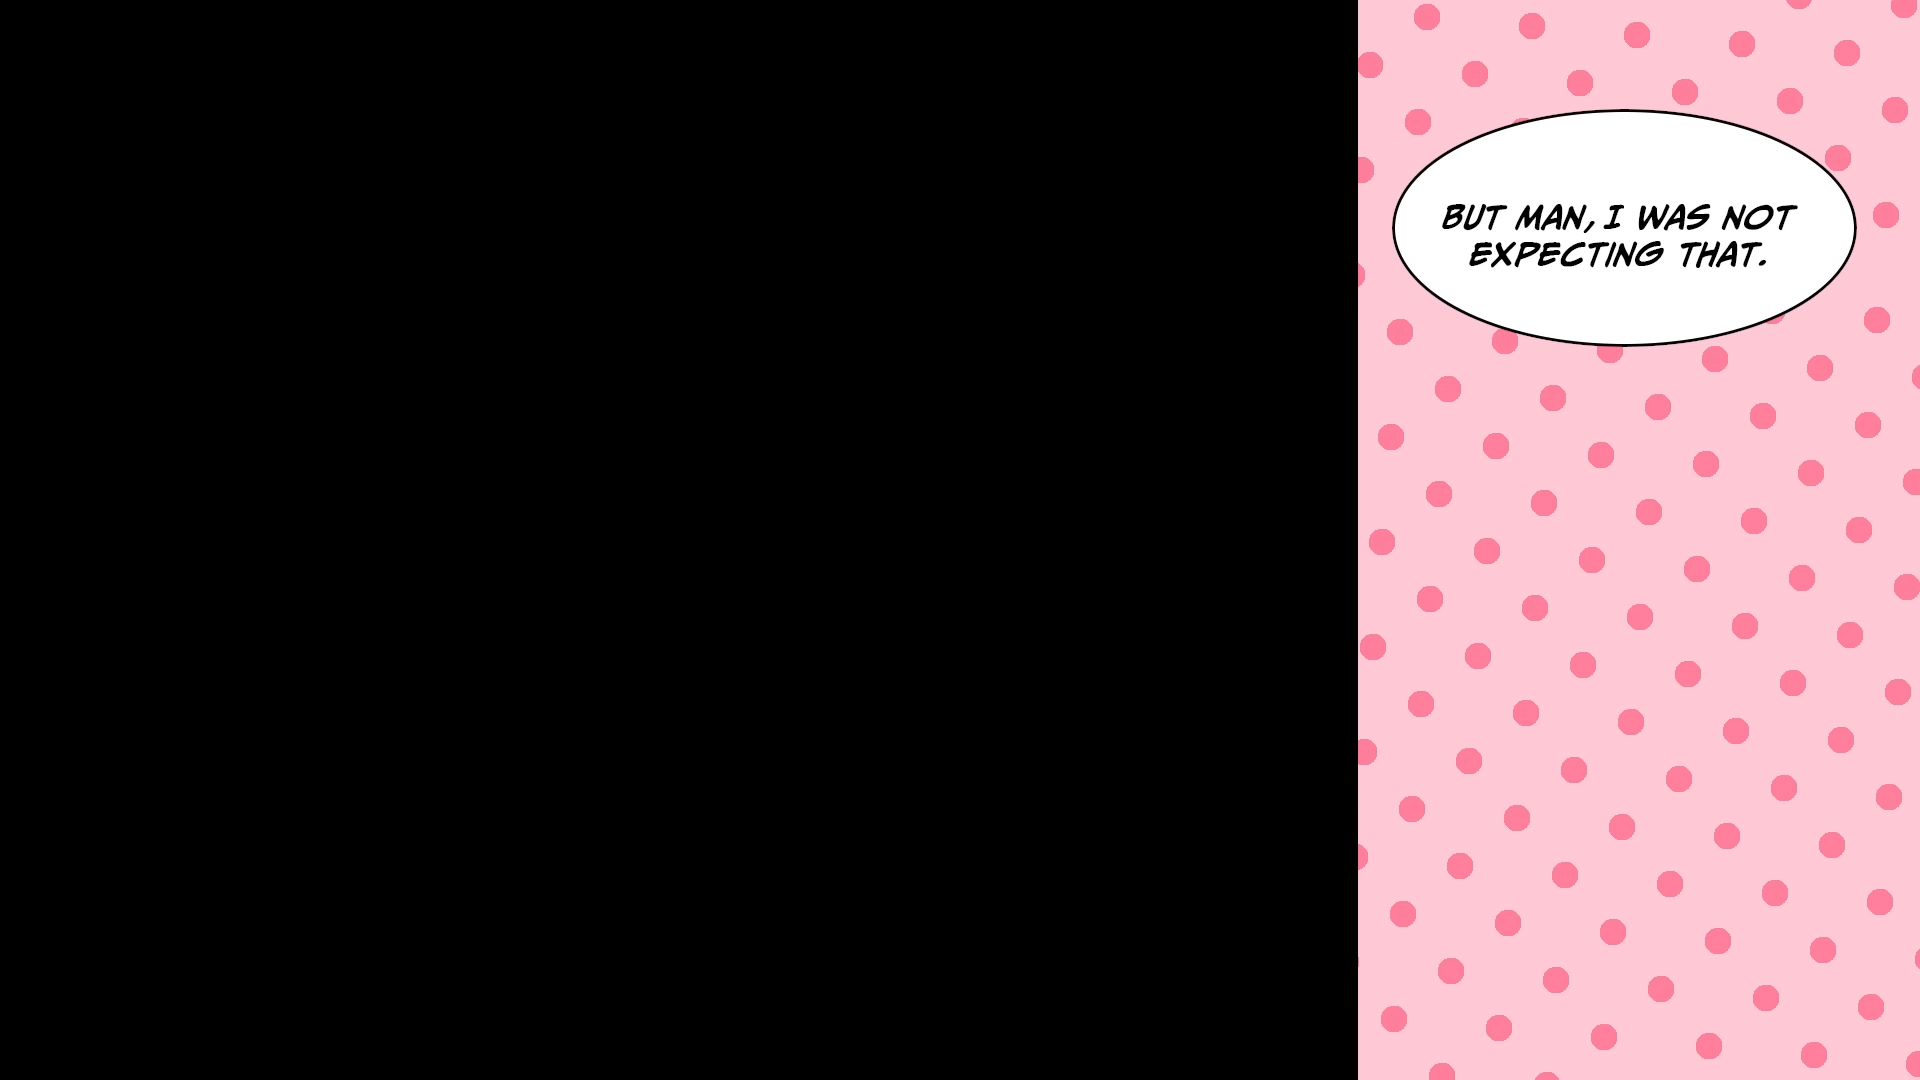 BUT MAN, I WAS NOT
EXPECTING THAT.